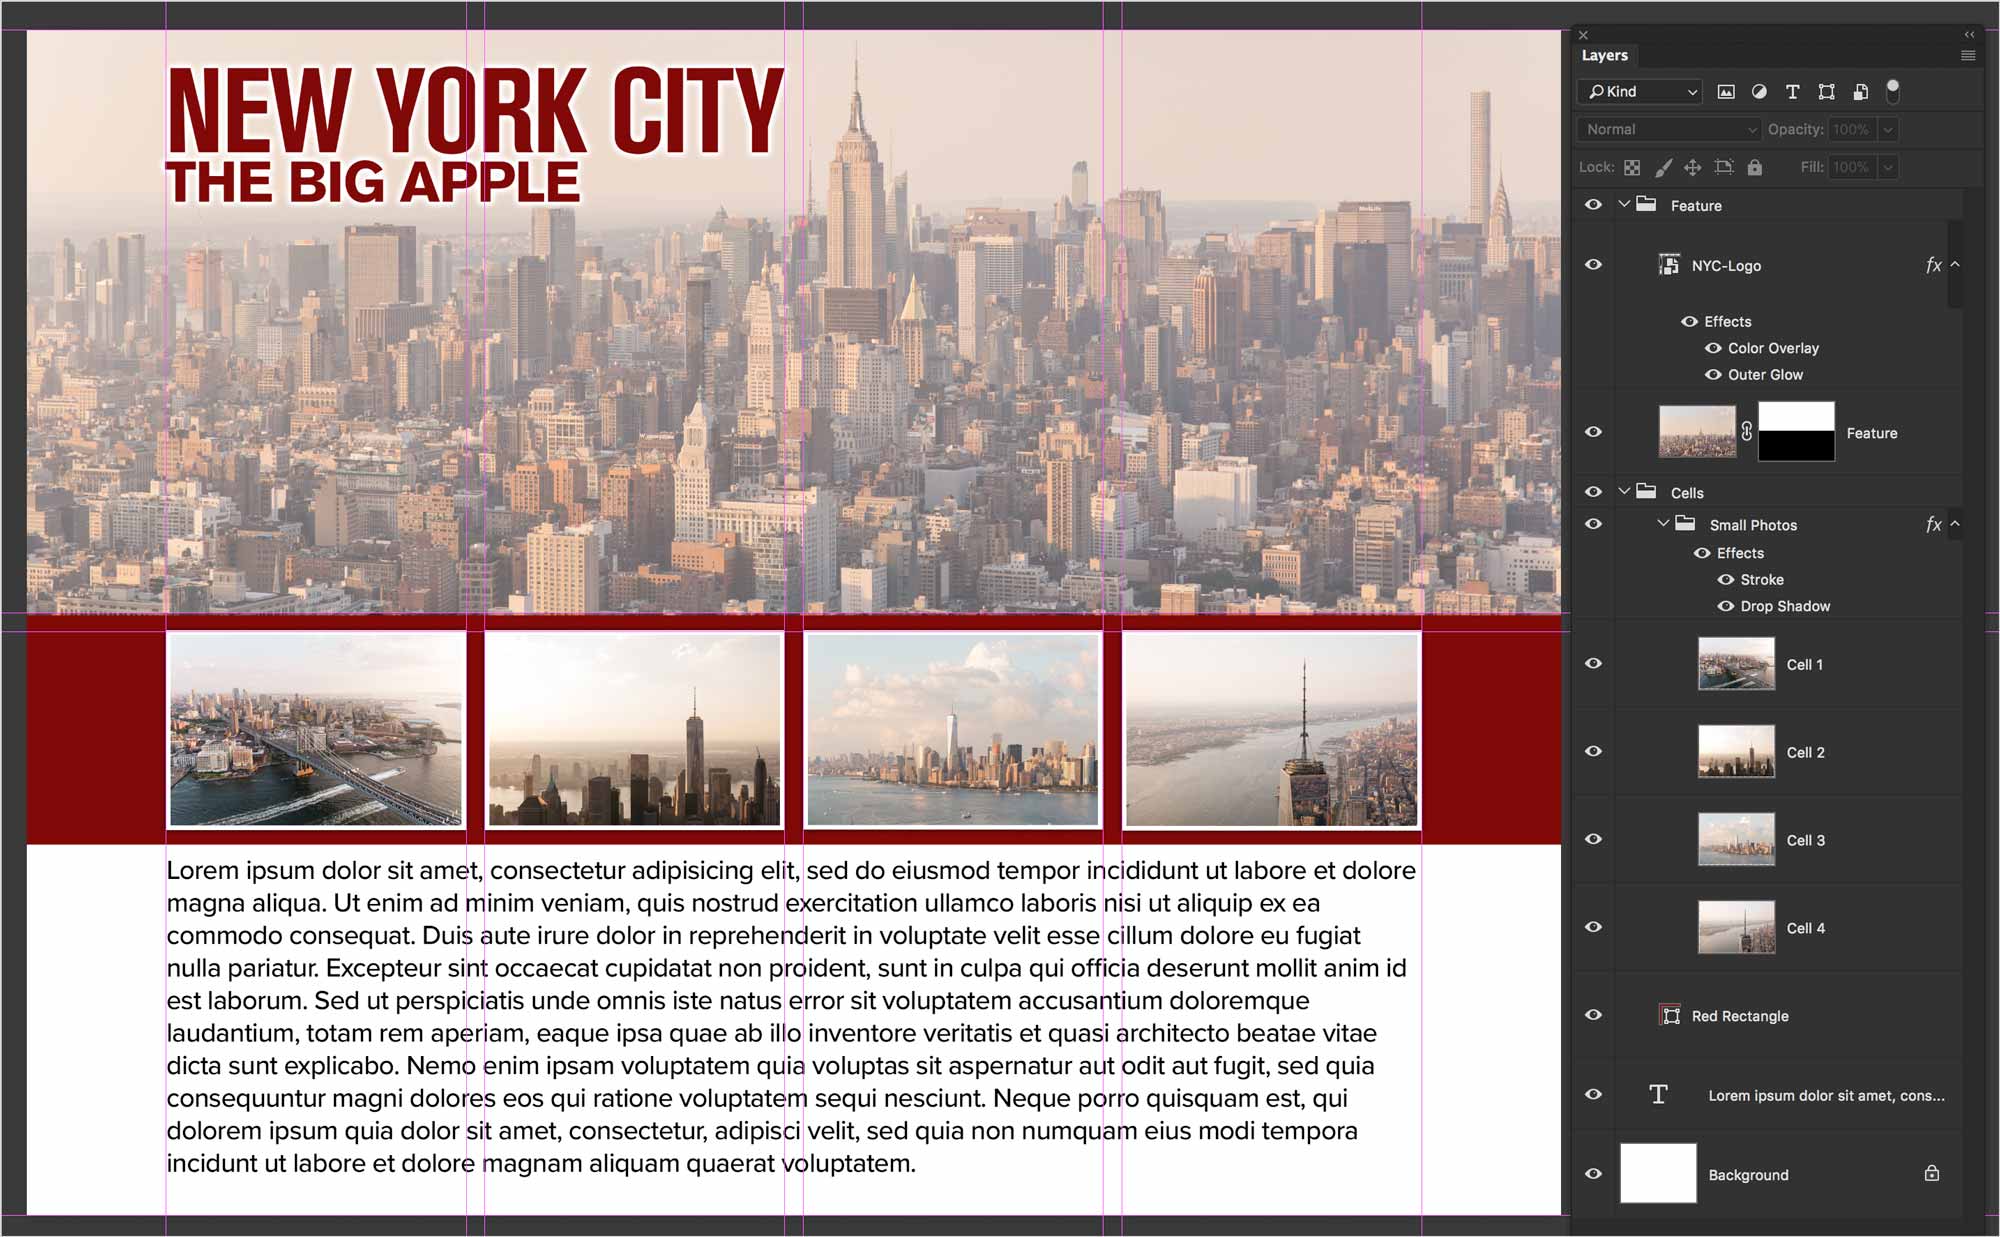 NEW YORK CITY
THE BIG APPLE
MetLife
Lorem ipsum dolor sit amet, consectetur adipisicing elit, sed do eiusmod tempor incididunt ut labore et dolore
magna aliqua. Ut enim ad minim veniam, quis nostrud exercitation ullamco laboris nisi ut aliquip ex ea
commodo consequat. Duis aute irure dolor in reprehenderit in voluptate velit esse cillum dolore eu fugiat
nulla pariatur. Excepteur sint occaecat cupidatat non proident, sunt in culpa qui officia deserunt mollit anim id
est laborum. Sed ut perspiciatis unde omnis iste natus error sit voluptatem accusantium doloremque
laudantium, totam rem aperiam, eaque ipsa quae ab illo inventore veritatis et quasi architecto beatae vitae
dicta sunt explicabo. Nemo enim ipsam voluptatem quia voluptas sit aspernatur aut odit aut fugit, sed quia
consequuntur magni dolores eos qui ratione voluptatem sequi nesciunt. Neque porro quisquam est, qui
dolorem ipsum quia dolor sit amet, consectetur, adipisci velit, sed quia non numquam eius modi tempora
incidunt ut labore et dolore magnam aliquam quaerat voluptatem.
Layers
Kind
Normal Opacity: 100%
Lock: Fill: 100%
Feature
NYC-Logo fx
Effects
Color Overlay
Outer Glow
Feature
Cells
Small Photos fx
Effects
Stroke
Drop Shadow
Cell 1
Cell 2
Cell 3
Cell 4
Red Rectangle
T Lorem ipsum dolor sit amet, cons...
Background